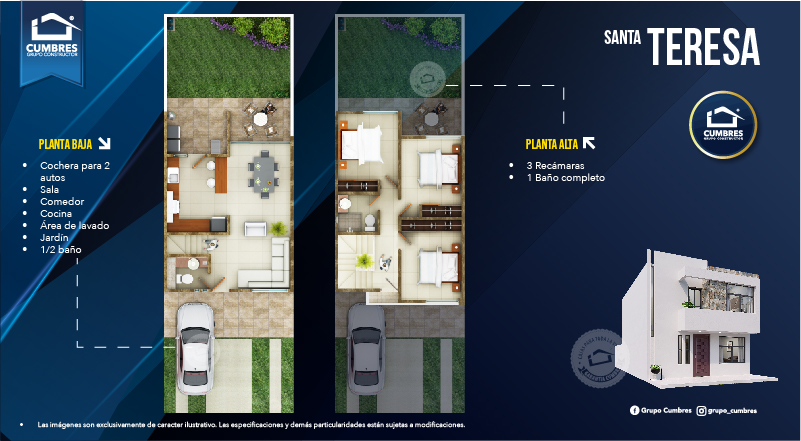 CUMBRES
GRUPO CONSTRUCTOR
SANTA TERESA
CUMBRES
GRUPO CONSTRUCTOR
PLANTA BAJA
• Cochera para 2
autos
• Sala
• Comedor
• Cocina
• Área de lavado
• Jardín
• 1/2 baño
PLANTA ALTA
• 3 Recámaras
• 1 Baño completo
Grupo Cumbres
grupo_cumbres
• Las imágenes son exclusivamente de caracter ilustrativo. Las especificaciones y demás particularidades están sujetas a modificaciones.